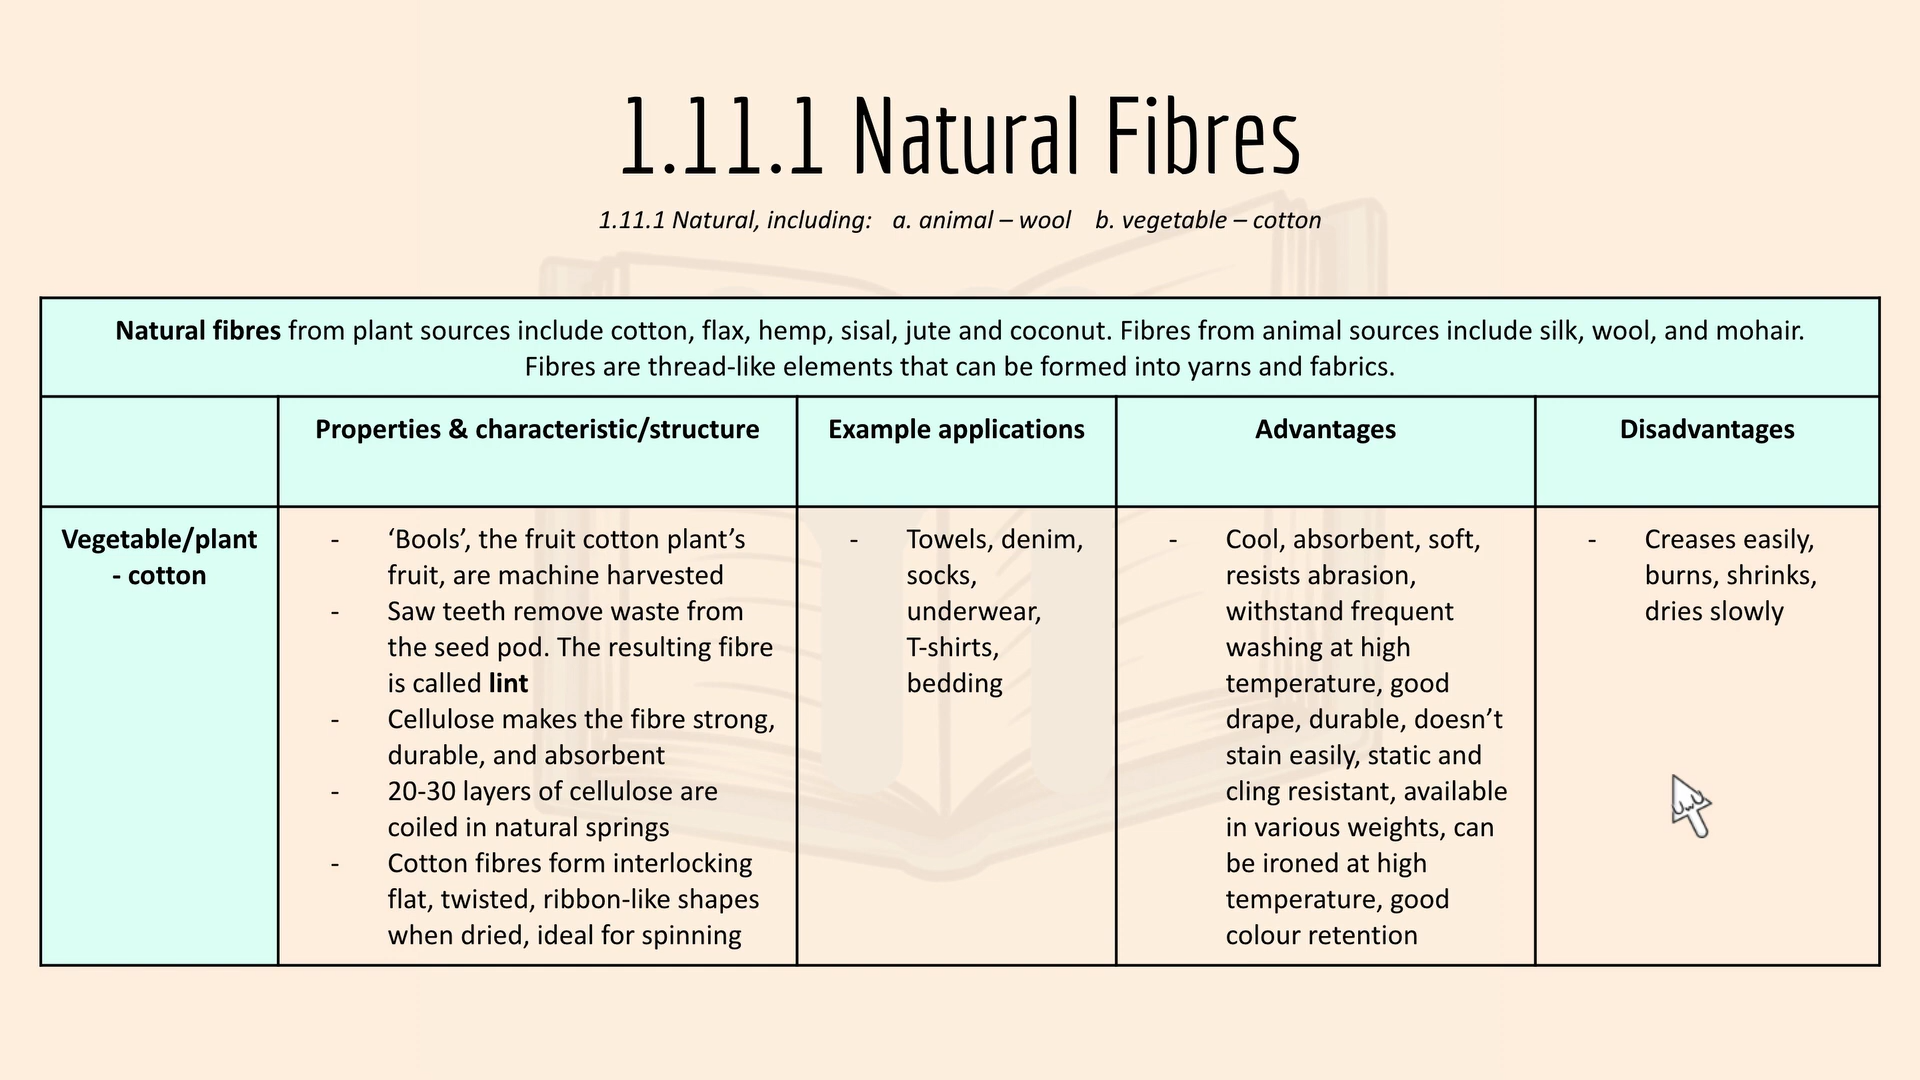 1.11.1 Natural Fibres
1.11.1 Natural, including: a. animal – wool b. vegetable – cotton
Natural fibres from plant sources include cotton, flax, hemp, sisal, jute and coconut. Fibres from animal sources include silk, wool, and mohair.
Fibres are thread-like elements that can be formed into yarns and fabrics.
Properties & characteristic/structure
Example applications
Advantages
Disadvantages
Vegetable/plant
- cotton
- ‘Bools’, the fruit cotton plant’s
fruit, are machine harvested
- Saw teeth remove waste from
the seed pod. The resulting fibre
is called lint
- Cellulose makes the fibre strong,
durable, and absorbent
- 20-30 layers of cellulose are
coiled in natural springs
- Cotton fibres form interlocking
flat, twisted, ribbon-like shapes
when dried, ideal for spinning
- Towels, denim,
socks,
underwear,
T-shirts,
bedding
- Cool, absorbent, soft,
resists abrasion,
withstand frequent
washing at high
temperature, good
drape, durable, doesn’t
stain easily, static and
cling resistant, available
in various weights, can
be ironed at high
temperature, good
colour retention
- Creases easily,
burns, shrinks,
dries slowly